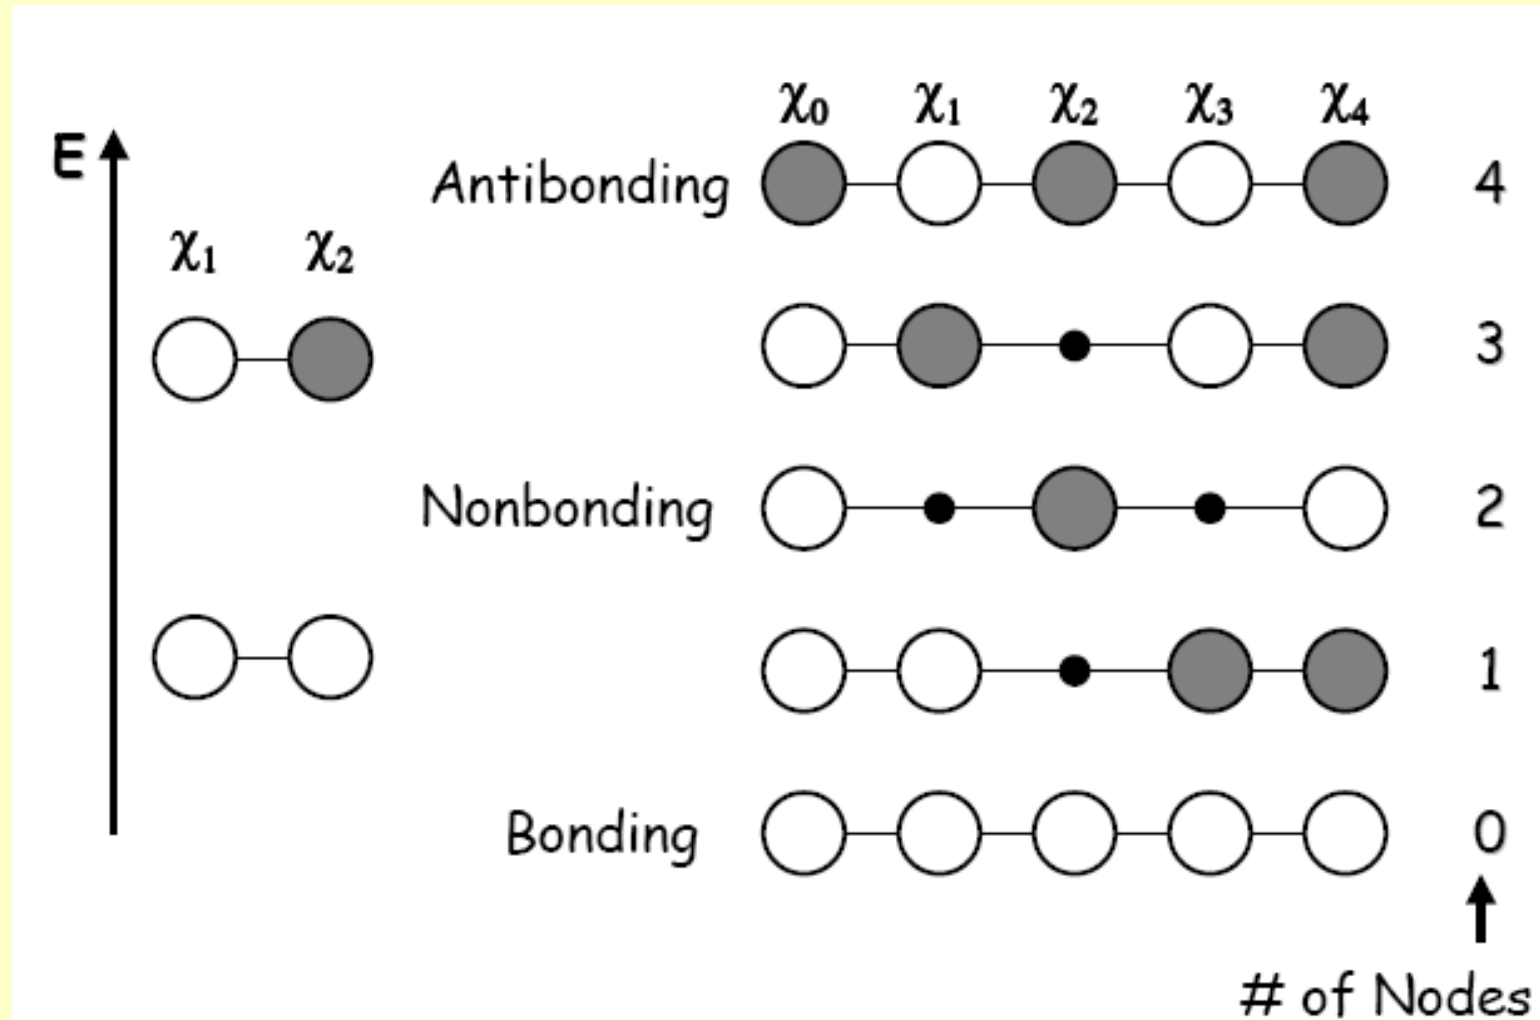 χ0 χ1 χ2 χ3 χ4
E
Antibonding 4
χ1 χ2
3
Nonbonding 2
1
Bonding 0
# of Nodes